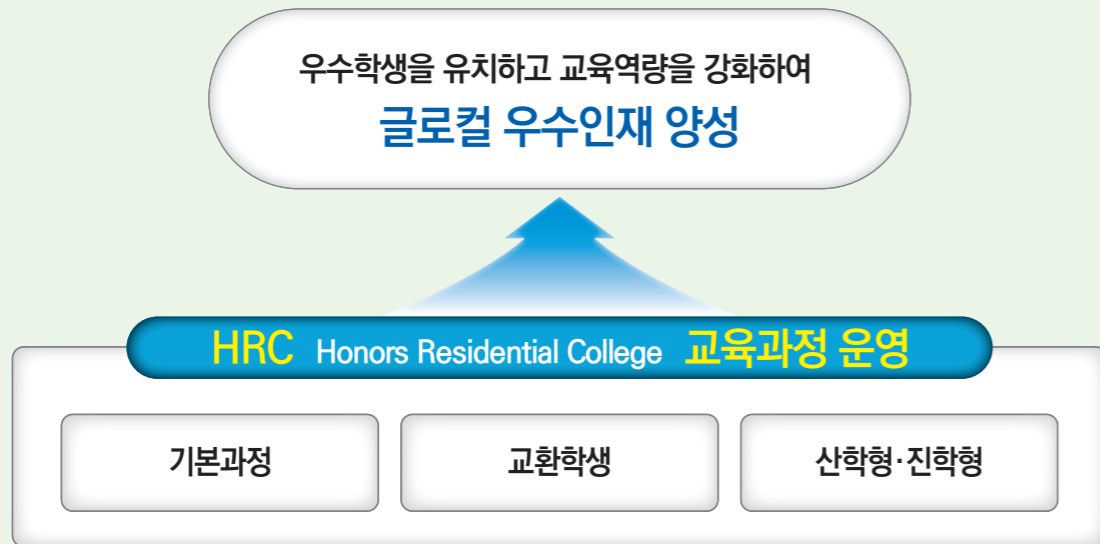 우수학생을 유치하고 교육역량을 강화하여
글로컬 우수인재 양성
HRC Honors Residential College 교육과정 운영
기본과정
교환학생
산학형·진학형